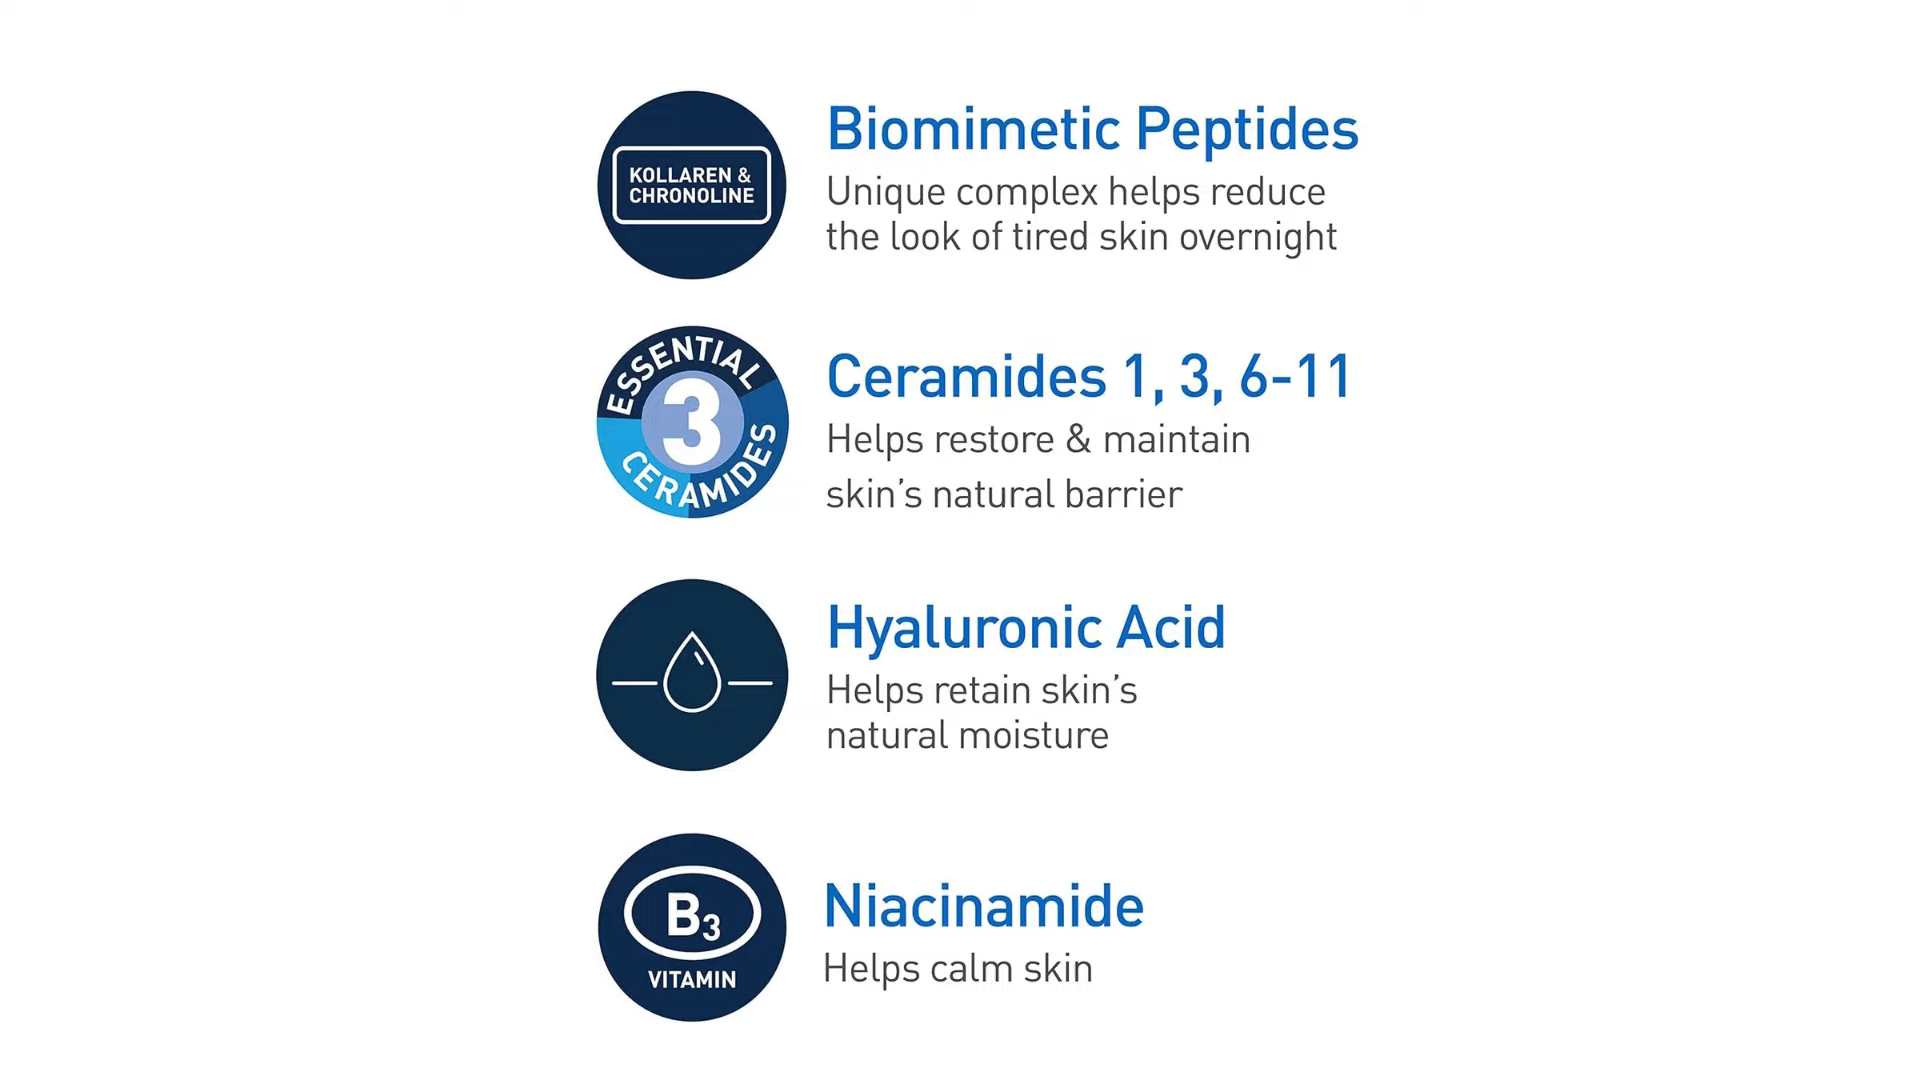 KOLLAREN &
CHRONOLINE
Biomimetic Peptides
Unique complex helps reduce
the look of tired skin overnight
ESSENTIAL
3
CERAMIDES
Ceramides 1, 3, 6-11
Helps restore & maintain
skin’s natural barrier
Hyaluronic Acid
Helps retain skin’s
natural moisture
B3
VITAMIN
Niacinamide
Helps calm skin